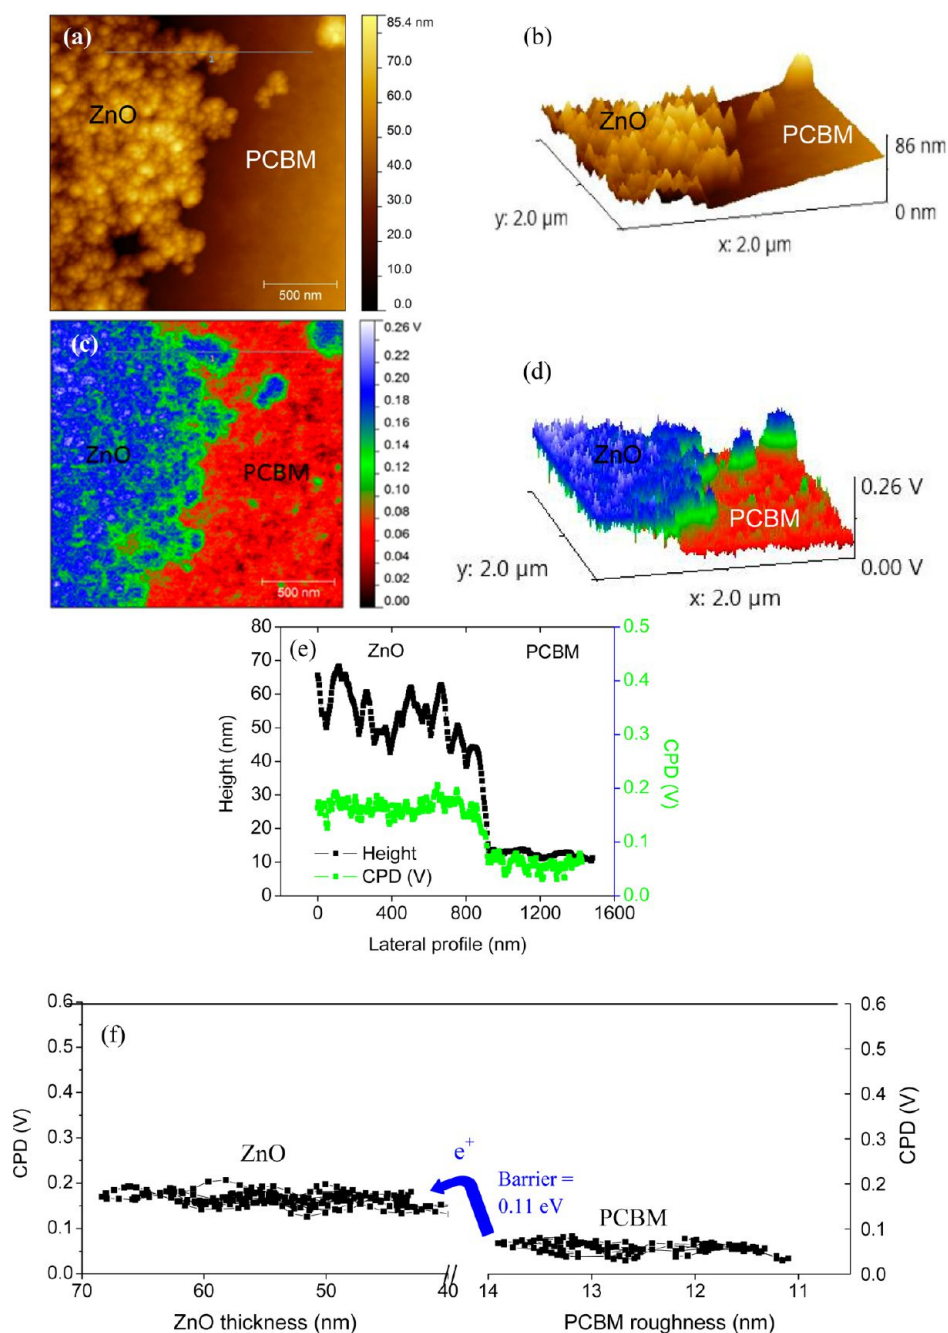 (a)
ZnO
PCBM
500 nm
85.4 nm
70.0
60.0
50.0
40.0
30.0
20.0
10.0
0.0
(b)
ZnO
PCBM
86 nm
0 nm
y: 2.0 µm
x: 2.0 µm
(c)
1
ZnO
PCBM
500 nm
0.26 V
0.22
0.20
0.18
0.16
0.14
0.12
0.10
0.08
0.06
0.04
0.02
0.00
(d)
ZnO
PCBM
0.26 V
0.00 V
y: 2.0 µm
x: 2.0 µm
(e)
ZnO
PCBM
80
70
60
50
40
30
20
10
0
Height (nm)
0.5
0.4
0.3
0.2
0.1
0.0
CPD (V)
Height
CPD (V)
0 400 800 1200 1600
Lateral profile (nm)
(f)
0.6
0.5
0.4
0.3
0.2
0.1
0.0
CPD (V)
ZnO
e+
Barrier =
0.11 eV
PCBM
0.6
0.5
0.4
0.3
0.2
0.1
0.0
CPD (V)
70 60 50 40 // 14 13 12 11
ZnO thickness (nm)
PCBM roughness (nm)